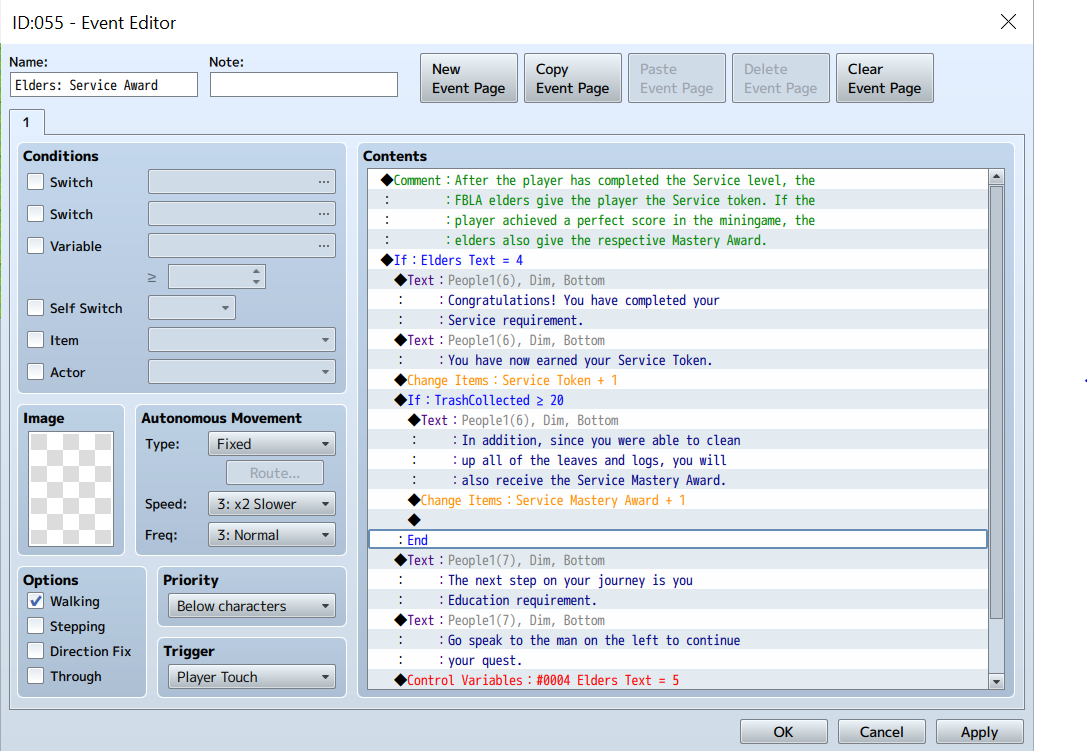 ID:055 - Event Editor
Name:
Note:
Elders: Service Award
New
Event Page
Copy
Event Page
Paste
Event Page
Delete
Event Page
Clear
Event Page
1
Conditions
Switch
...
Switch
...
Variable
...
≥
Self Switch
Item
Actor
Image
Autonomous Movement
Type:
Fixed
Route...
Speed:
3: x2 Slower
Freq:
3: Normal
Options
Walking
Stepping
Direction Fix
Through
Priority
Below characters
Trigger
Player Touch
Contents
◆Comment：After the player has completed the Service level, the
：　　　：FBLA elders give the player the Service token. If the
：　　　：player achieved a perfect score in the miningame, the
：　　　：elders also give the respective Mastery Award.
◆If：Elders Text = 4
◆Text：People1(6), Dim, Bottom
：　　：Congratulations! You have completed your
：　　：Service requirement.
◆Text：People1(6), Dim, Bottom
：　　：You have now earned your Service Token.
◆Change Items：Service Token + 1
◆If：TrashCollected ≥ 20
◆Text：People1(6), Dim, Bottom
：　　：In addition, since you were able to clean
：　　：up all of the leaves and logs, you will
：　　：also receive the Service Mastery Award.
◆Change Items：Service Mastery Award + 1
◆
：End
◆Text：People1(7), Dim, Bottom
：　　：The next step on your journey is you
：　　：Education requirement.
◆Text：People1(7), Dim, Bottom
：　　：Go speak to the man on the left to continue
：　　：your quest.
◆Control Variables：#0004 Elders Text = 5
OK
Cancel
Apply